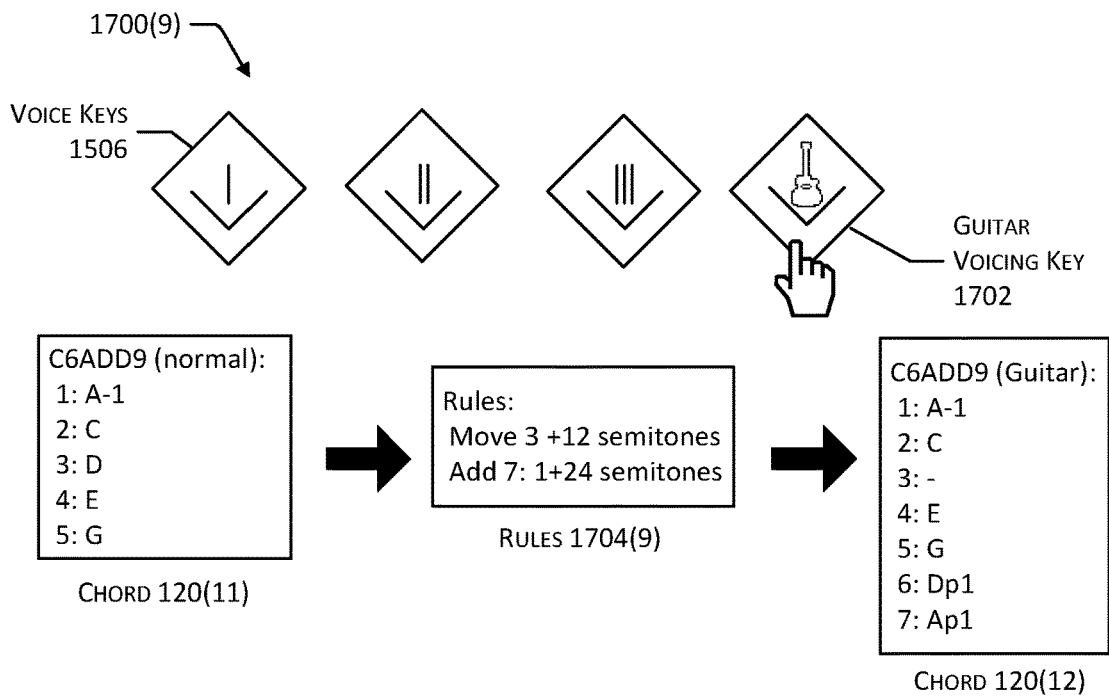 1700(9)
VOICE KEYS
1506
I
II
III
GUITAR
VOICING KEY
1702
C6ADD9 (normal):
1: A-1
2: C
3: D
4: E
5: G
CHORD 120(11)
Rules:
Move 3 +12 semitones
Add 7: 1+24 semitones
RULES 1704(9)
C6ADD9 (Guitar):
1: A-1
2: C
3: -
4: E
5: G
6: Dp1
7: Ap1
CHORD 120(12)